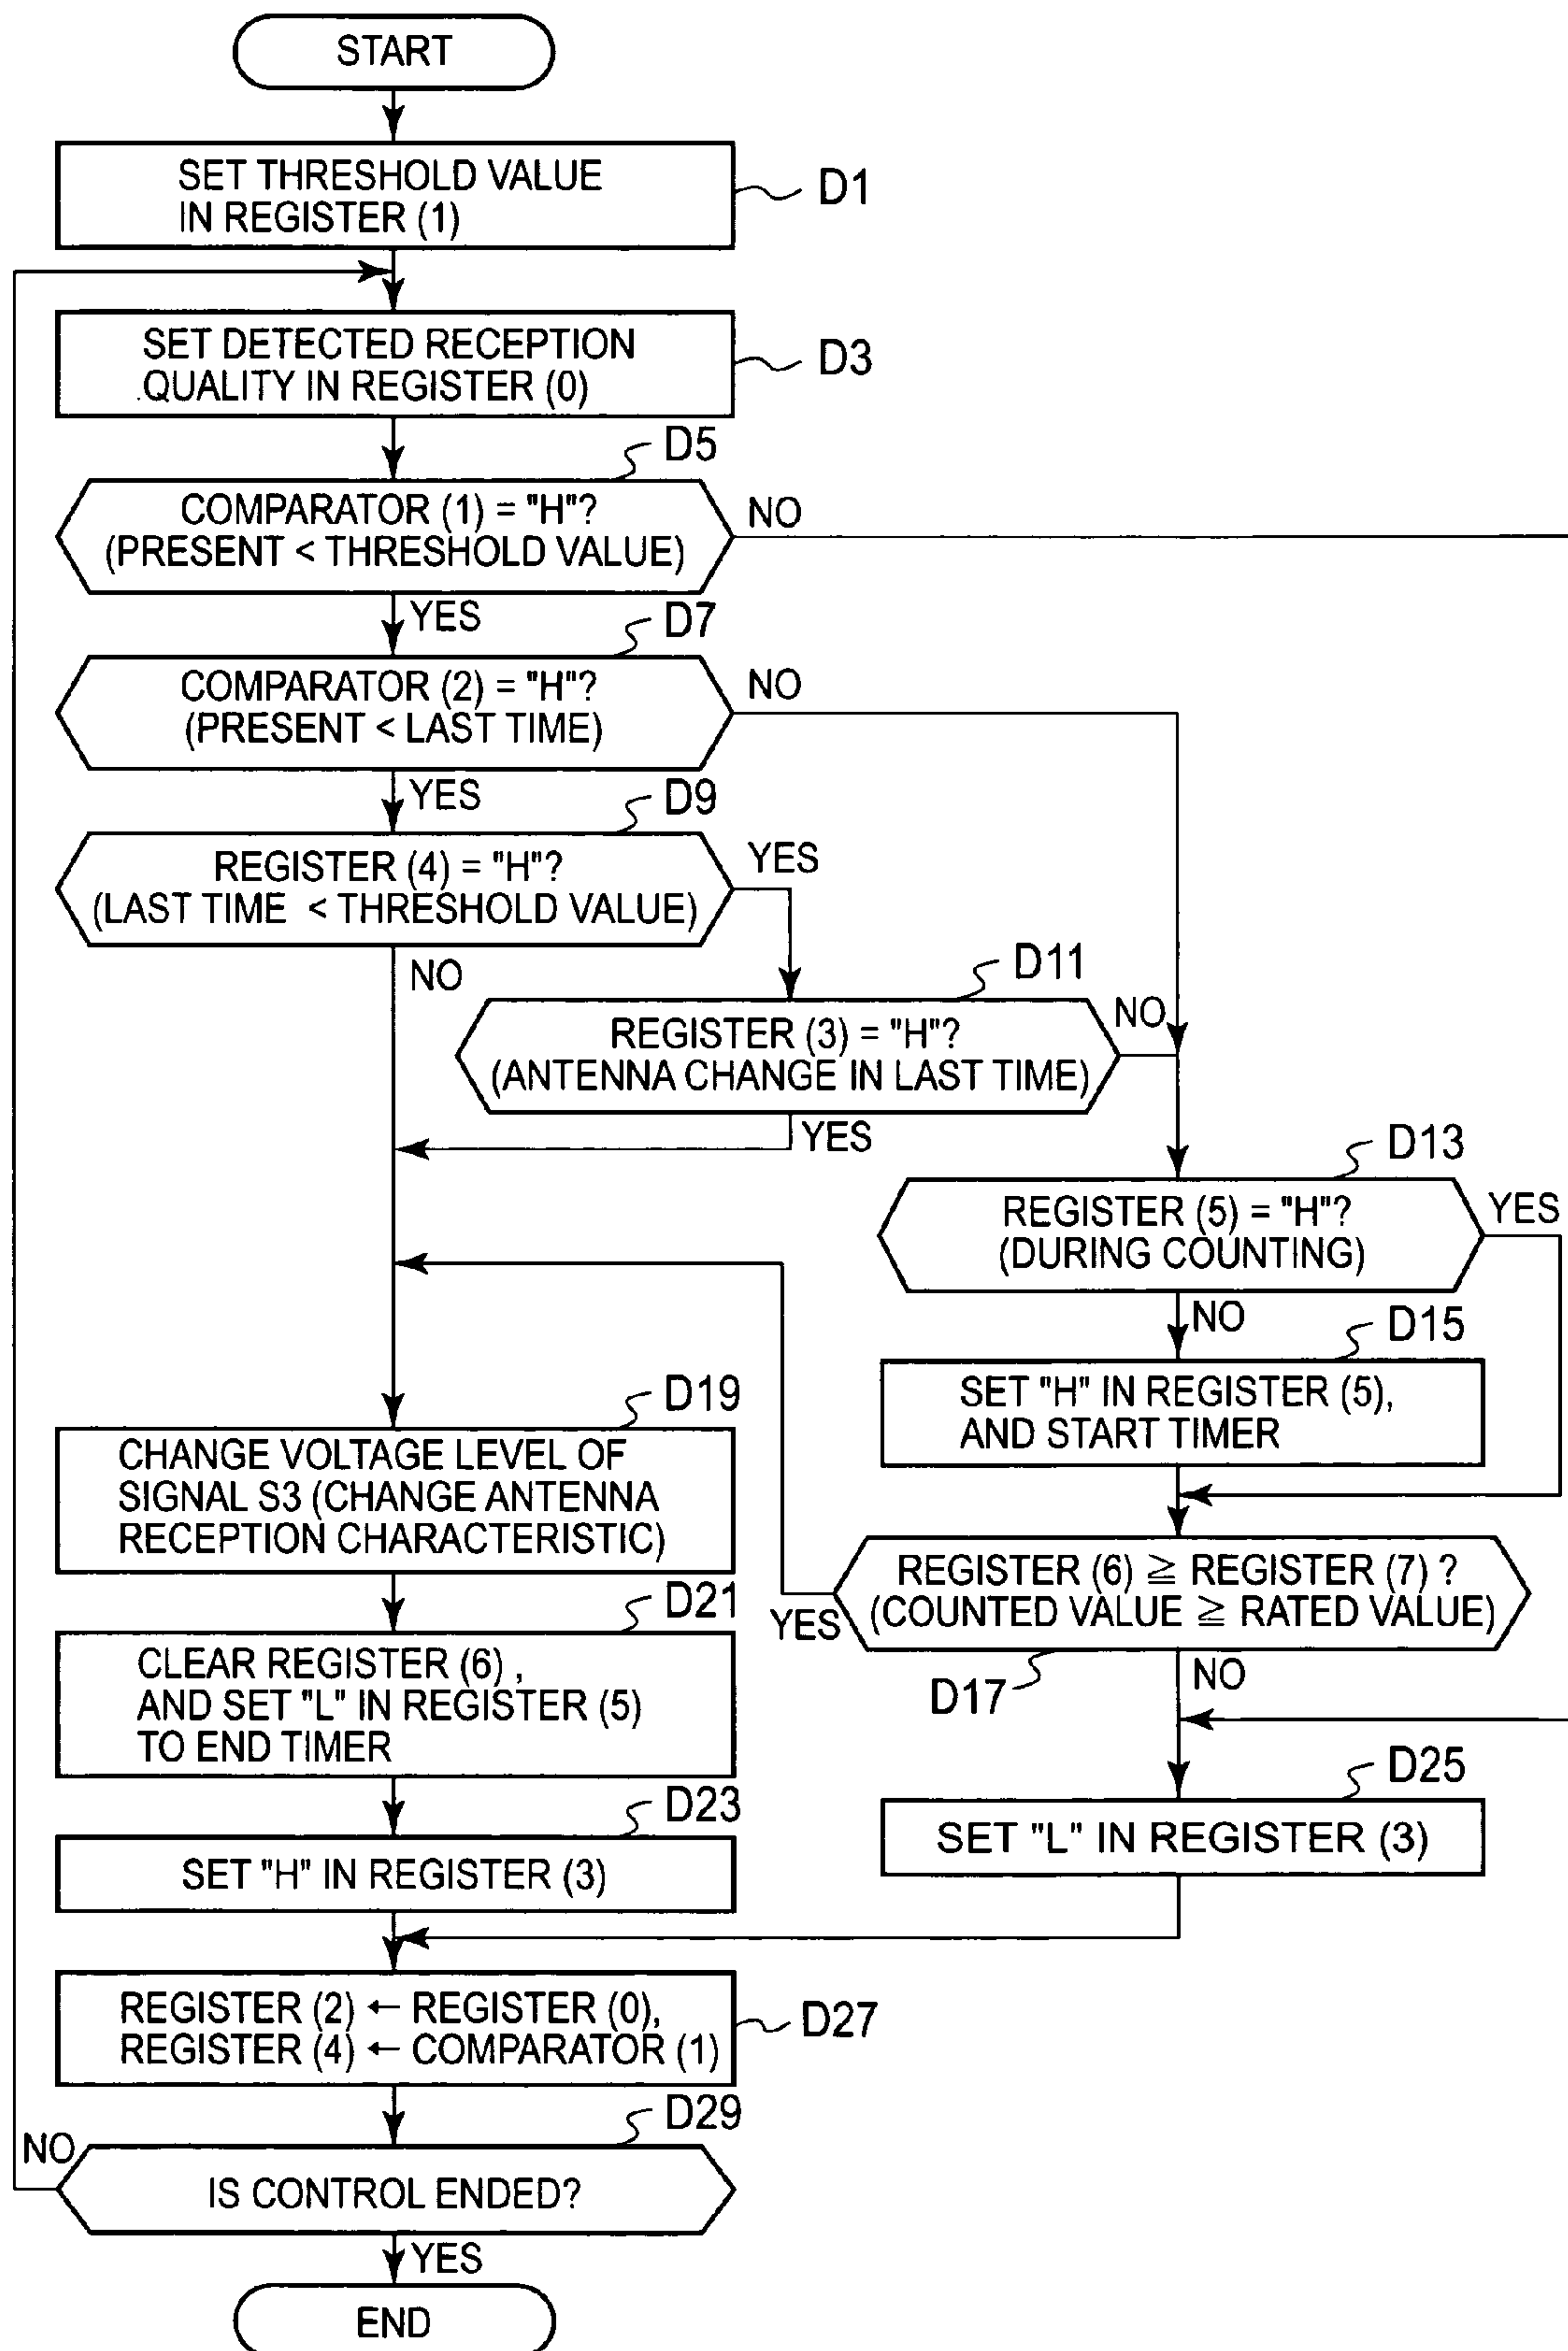 START
SET THRESHOLD VALUE
IN REGISTER (1)
D1
SET DETECTED RECEPTION
QUALITY IN REGISTER (0)
D3
D5
COMPARATOR (1) = "H"?
(PRESENT < THRESHOLD VALUE)
NO
YES
D7
COMPARATOR (2) = "H"?
(PRESENT < LAST TIME)
NO
YES
D9
REGISTER (4) = "H"?
(LAST TIME < THRESHOLD VALUE)
YES
NO
D11
REGISTER (3) = "H"?
(ANTENNA CHANGE IN LAST TIME)
NO
YES
D13
REGISTER (5) = "H"?
(DURING COUNTING)
YES
NO
D15
SET "H" IN REGISTER (5),
AND START TIMER
D19
CHANGE VOLTAGE LEVEL OF
SIGNAL S3 (CHANGE ANTENNA
RECEPTION CHARACTERISTIC)
REGISTER (6) ≧ REGISTER (7) ?
(COUNTED VALUE ≧ RATED VALUE)
YES
D17
NO
D21
CLEAR REGISTER (6) ,
AND SET "L" IN REGISTER (5)
TO END TIMER
D25
SET "L" IN REGISTER (3)
D23
SET "H" IN REGISTER (3)
REGISTER (2) ← REGISTER (0),
REGISTER (4) ← COMPARATOR (1)
D27
D29
NO
IS CONTROL ENDED?
YES
END